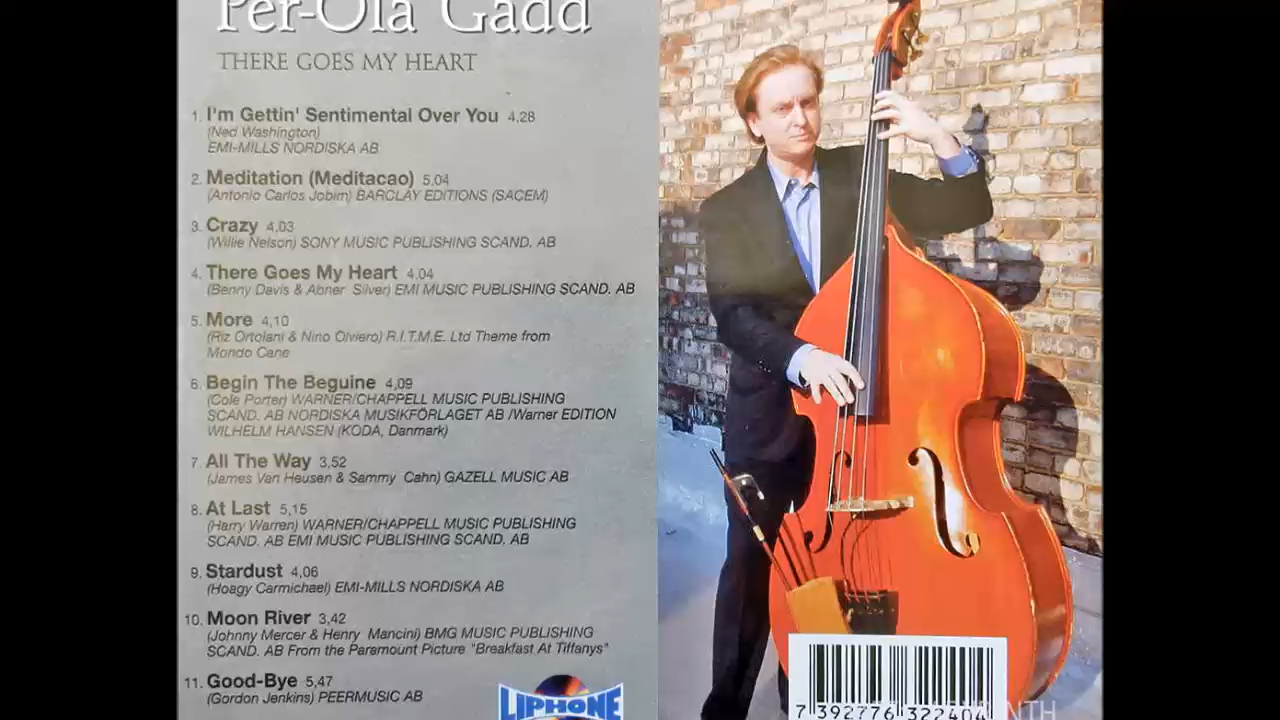 Per-Ola Gadd
THERE GOES MY HEART
1. I'm Gettin' Sentimental Over You 4,28
(Ned Washington)
EMI-MILLS NORDISKA AB
2. Meditation (Meditacao) 5,04
(Antonio Carlos Jobim) BARCLAY EDITIONS (SACEM)
3. Crazy 4,03
(Willie Nelson) SONY MUSIC PUBLISHING SCAND. AB
4. There Goes My Heart 4,04
(Benny Davis & Abner Silver) EMI MUSIC PUBLISHING SCAND. AB
5. More 4,10
(Riz Ortolani & Nino Olviero) R.I.T.M.E. Ltd Theme from
Mondo Cane
6. Begin The Beguine 4,09
(Cole Porter) WARNER/CHAPPELL MUSIC PUBLISHING
SCAND. AB NORDISKA MUSIKFÖRLAGET AB /Warner EDITION
WILHELM HANSEN (KODA, Danmark)
7. All The Way 3,52
(James Van Heusen & Sammy Cahn) GAZELL MUSIC AB
8. At Last 5,15
(Harry Warren) WARNER/CHAPPELL MUSIC PUBLISHING
SCAND. AB EMI MUSIC PUBLISHING SCAND. AB
9. Stardust 4,06
(Hoagy Carmichael) EMI-MILLS NORDISKA AB
10. Moon River 3,42
(Johnny Mercer & Henry Mancini) BMG MUSIC PUBLISHING
SCAND. AB From the Paramount Picture "Breakfast At Tiffanys"
11. Good-Bye 5,47
(Gordon Jenkins) PEERMUSIC AB
LIPHONE
7 392776 322404